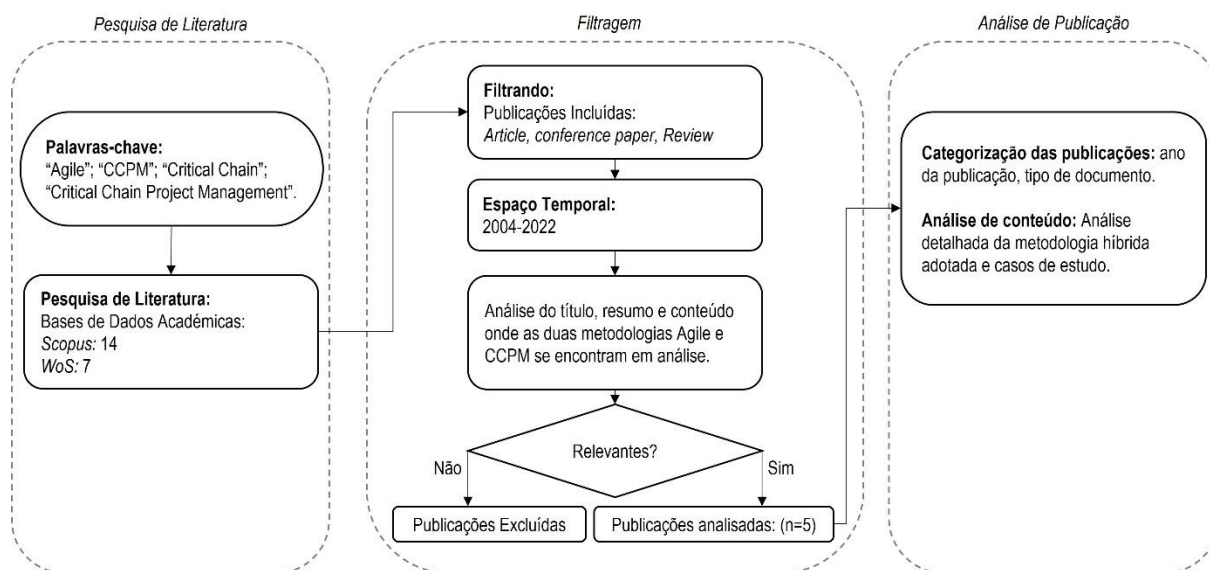 Pesquisa de Literatura
Palavras-chave:
“Agile”; “CCPM”; “Critical Chain”;
“Critical Chain Project Management”.
Pesquisa de Literatura:
Bases de Dados Académicas:
Scopus: 14
WoS: 7
Filtragem
Filtrando:
Publicações Incluídas:
Article, conference paper, Review
Espaço Temporal:
2004-2022
Análise do título, resumo e conteúdo
onde as duas metodologias Agile e
CCPM se encontram em análise.
Relevantes?
Não
Sim
Publicações Excluídas
Publicações analisadas: (n=5)
Análise de Publicação
Categorização das publicações: ano
da publicação, tipo de documento.
Análise de conteúdo: Análise
detalhada da metodologia híbrida
adotada e casos de estudo.